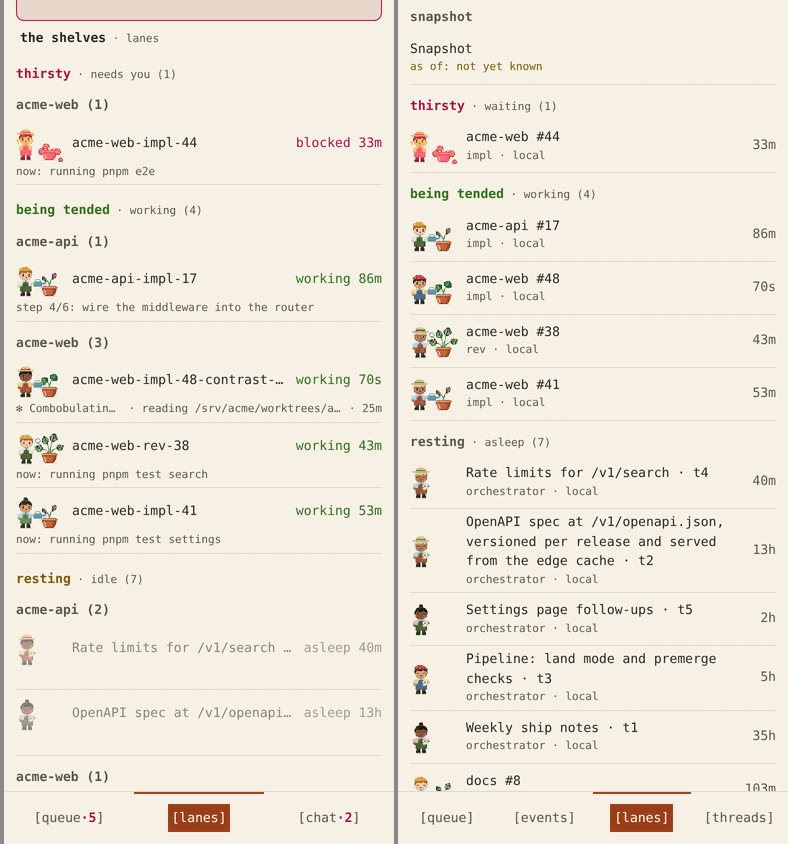 the shelves · lanes
thirsty · needs you (1)
acme-web (1)
acme-web-impl-44 blocked 33m
now: running pnpm e2e
being tended · working (4)
acme-api (1)
acme-api-impl-17 working 86m
step 4/6: wire the middleware into the router
acme-web (3)
acme-web-impl-48-contrast-… working 70s
✻ Combobulatin… · reading /srv/acme/worktrees/a… · 25m
acme-web-rev-38 working 43m
now: running pnpm test search
acme-web-impl-41 working 53m
now: running pnpm test settings
resting · idle (7)
acme-api (2)
Rate limits for /v1/search … asleep 40m
OpenAPI spec at /v1/openapi… asleep 13h
acme-web (1)
[queue·5] [lanes] [chat·2]
snapshot
Snapshot
as of: not yet known
thirsty · waiting (1)
acme-web #44 33m
impl · local
being tended · working (4)
acme-api #17 86m
impl · local
acme-web #48 70s
impl · local
acme-web #38 43m
rev · local
acme-web #41 53m
impl · local
resting · asleep (7)
Rate limits for /v1/search · t4 40m
orchestrator · local
OpenAPI spec at /v1/openapi.json,
versioned per release and served 13h
from the edge cache · t2
orchestrator · local
Settings page follow-ups · t5 2h
orchestrator · local
Pipeline: land mode and premerge 5h
checks · t3
orchestrator · local
Weekly ship notes · t1 35h
orchestrator · local
docs #8 103m
[queue] [events] [lanes] [threads]